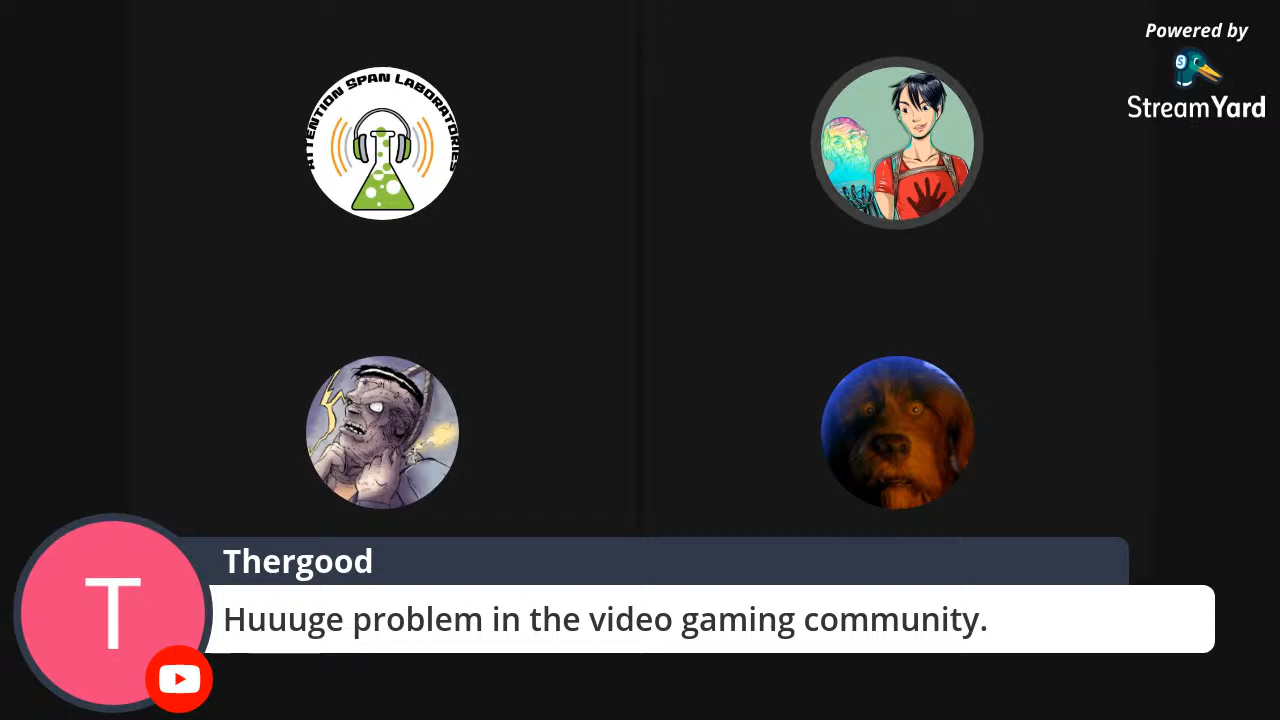 Powered by
StreamYard
ATTENTION SPAN LABORATORIES
Thergood
T
Huuuge problem in the video gaming community.